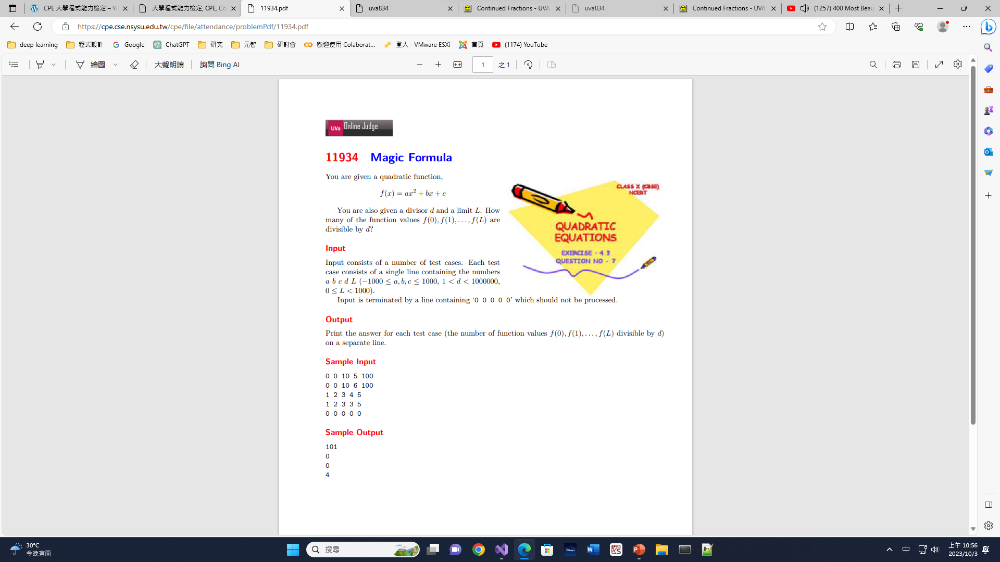 CPE 大學程式能力檢定 – Yu
大學程式能力檢定, CPE, Co
11934.pdf
uva834
Continued Fractions - UVA
uva834
Continued Fractions - UVA
(1257) 400 Most Beau
https://cpe.cse.nsysu.edu.tw/cpe/file/attendance/problemPdf/11934.pdf
deep learning
程式設計
Google
ChatGPT
研究
元智
研討會
歡迎使用 Colaborat...
登入 - VMware ESXi
首頁
(1174) YouTube
繪圖
大聲朗讀
詢問 Bing AI
1
之 1
UVa Online Judge
11934 Magic Formula
You are given a quadratic function,
f(x) = ax² + bx + c
You are also given a divisor d and a limit L. How
many of the function values f(0), f(1), . . . , f(L) are
divisible by d?
CLASS X (CBSE)
NCERT
QUADRATIC
EQUATIONS
EXERCISE - 4.3
QUESTION NO - 7
Input
Input consists of a number of test cases. Each test
case consists of a single line containing the numbers
a b c d L (−1000 ≤ a, b, c ≤ 1000, 1 < d < 1000000,
0 ≤ L < 1000).
Input is terminated by a line containing ‘0 0 0 0 0’ which should not be processed.
Output
Print the answer for each test case (the number of function values f(0), f(1), . . . , f(L) divisible by d)
on a separate line.
Sample Input
0 0 10 5 100
0 0 10 6 100
1 2 3 4 5
1 2 3 3 5
0 0 0 0 0
Sample Output
101
0
0
4
30°C
今晚有雨
搜尋
中
上午 10:56
2023/10/3